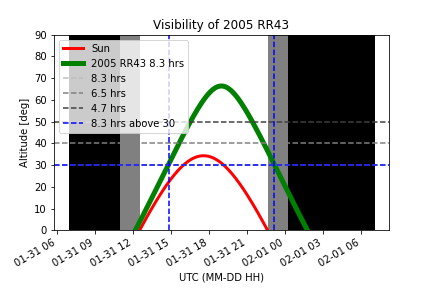 Visibility of 2005 RR43
Altitude [deg]
90
80
70
60
50
40
30
20
10
0
Sun
2005 RR43 8.3 hrs
8.3 hrs
6.5 hrs
4.7 hrs
8.3 hrs above 30
01-31 06
01-31 09
01-31 12
01-31 15
01-31 18
01-31 21
02-01 00
02-01 03
02-01 06
UTC (MM-DD HH)